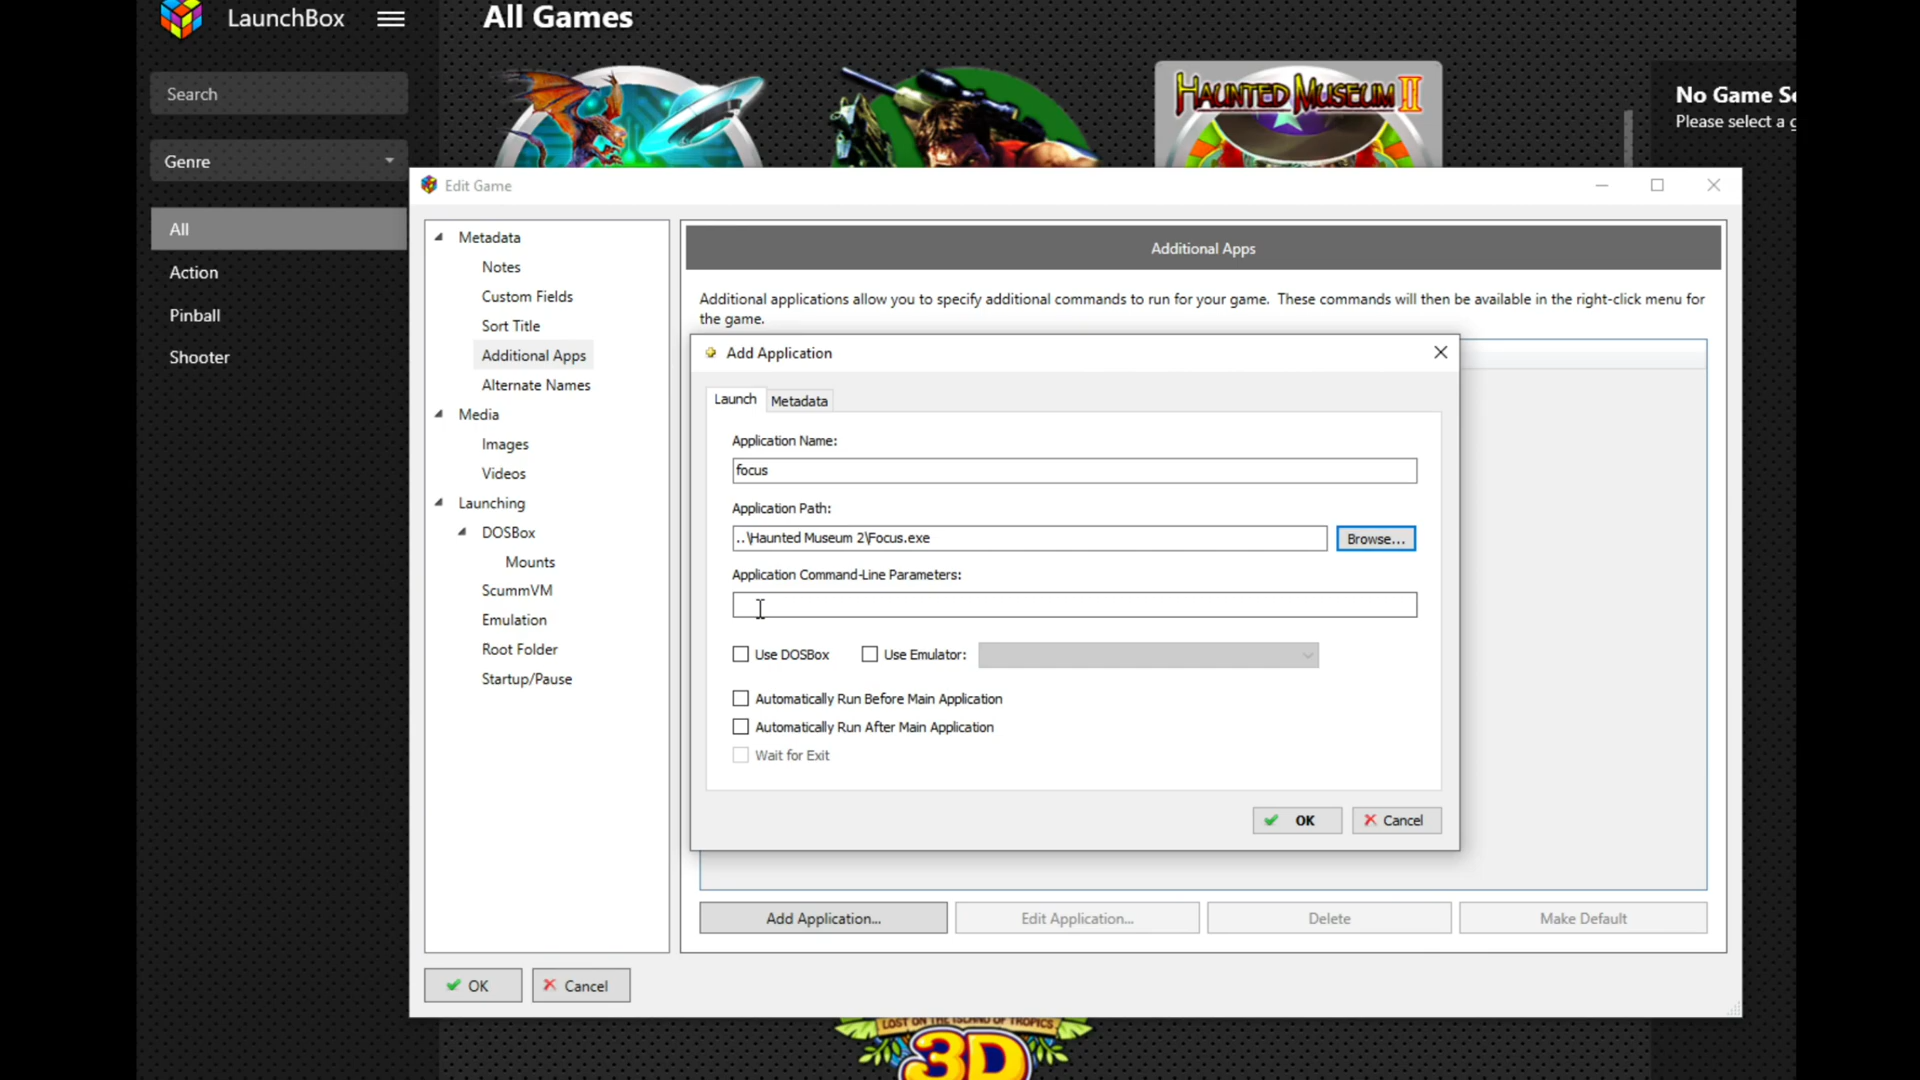 LaunchBox
All Games
Search
Genre
All
Action
Pinball
Shooter
HAUNTED MUSEUM II
No Game Se
Please select a g
Edit Game
Metadata
Notes
Custom Fields
Sort Title
Additional Apps
Alternate Names
Media
Images
Videos
Launching
DOSBox
Mounts
ScummVM
Emulation
Root Folder
Startup/Pause
Additional Apps
Additional applications allow you to specify additional commands to run for your game. These commands will then be available in the right-click menu for
the game.
Add Application
Launch
Metadata
Application Name:
focus
Application Path:
..\Haunted Museum 2\Focus.exe
Browse...
Application Command-Line Parameters:
Use DOSBox
Use Emulator:
Automatically Run Before Main Application
Automatically Run After Main Application
Wait for Exit
OK
Cancel
Add Application...
Edit Application...
Delete
Make Default
OK
Cancel
LOST ON THE ISLAND OF TROPICS
3D